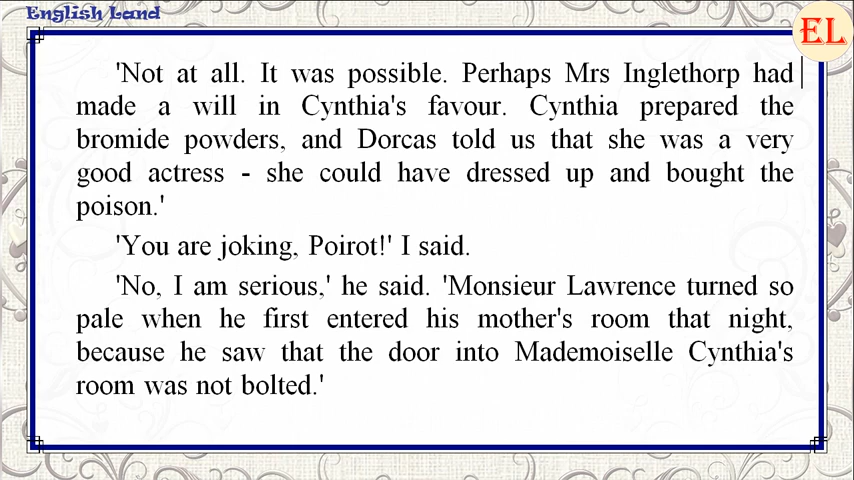 English Land
EL
'Not at all. It was possible. Perhaps Mrs Inglethorp had
made a will in Cynthia's favour. Cynthia prepared the
bromide powders, and Dorcas told us that she was a very
good actress - she could have dressed up and bought the
poison.'
'You are joking, Poirot!' I said.
'No, I am serious,' he said. 'Monsieur Lawrence turned so
pale when he first entered his mother's room that night,
because he saw that the door into Mademoiselle Cynthia's
room was not bolted.'